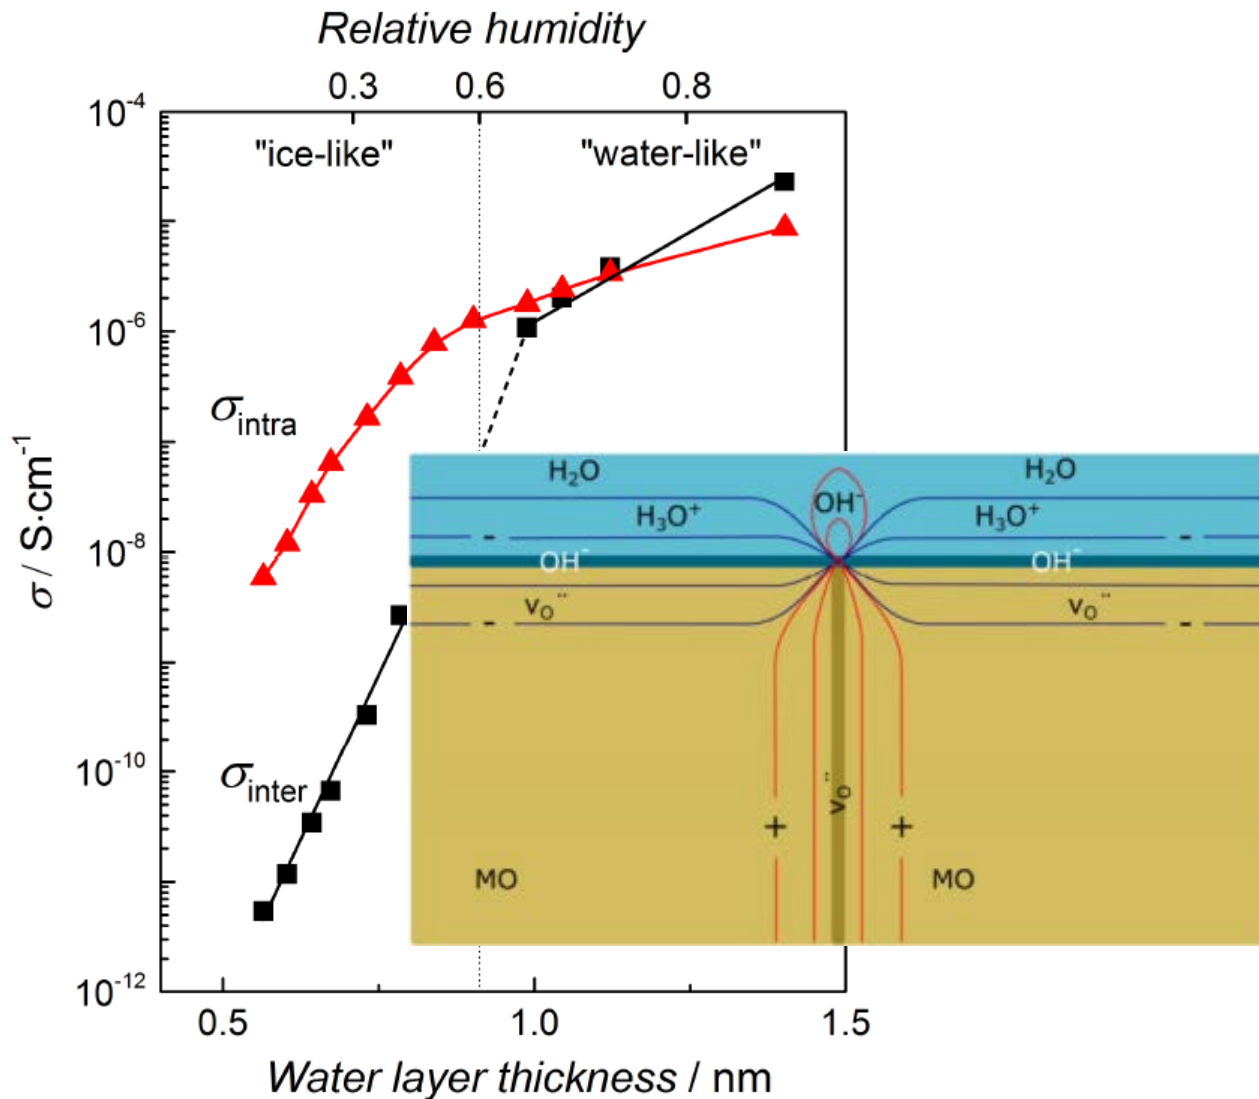 Relative humidity
0.3 0.6 0.8
10⁻⁴
"ice-like" "water-like"
10⁻⁶
σintra
σ / S·cm⁻¹
10⁻⁸
H₂O OH⁻ H₂O
H₃O⁺ H₃O⁺
- -
OH⁻ OH⁻
vO¨ vO¨
- -
10⁻¹⁰
σinter
vO¨
+ +
MO MO
10⁻¹²
0.5 1.0 1.5
Water layer thickness / nm